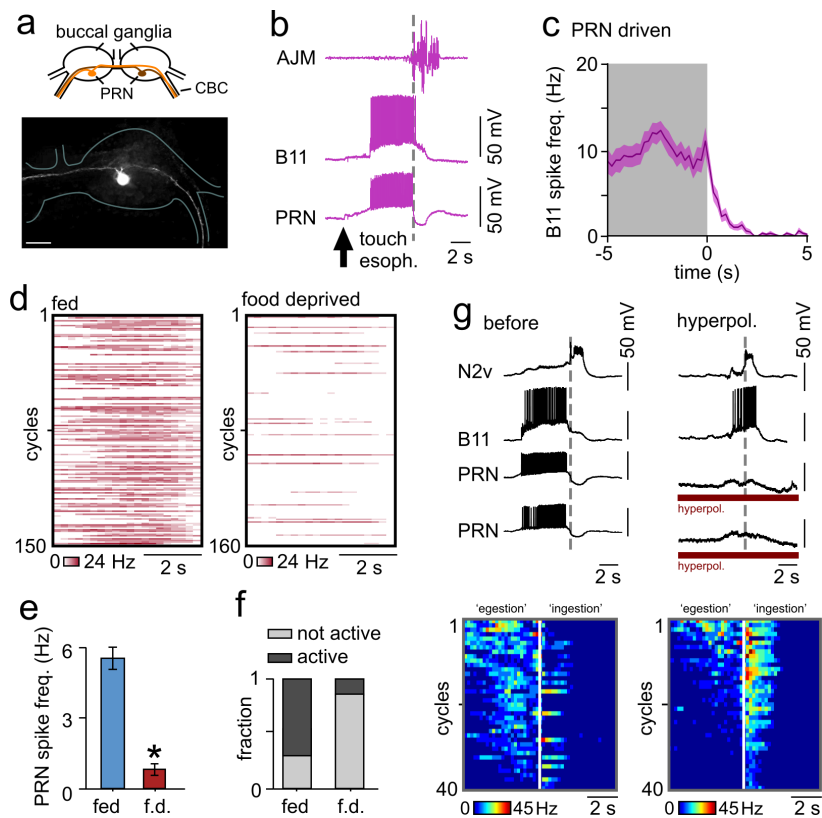 a
buccal ganglia
PRN
CBC
b
AJM
B11
PRN
50 mV
50 mV
touch
esoph.
2 s
c
PRN driven
B11 spike freq. (Hz)
20
10
0
-5
0
5
time (s)
d
fed
food deprived
1
cycles
150
0
24 Hz
2 s
1
cycles
160
0
24 Hz
2 s
e
PRN spike freq. (Hz)
6
3
0
*
fed
f.d.
f
not active
active
fraction
1
0
fed
f.d.
g
before
hyperpol.
50 mV
50 mV
N2v
B11
PRN
PRN
hyperpol.
hyperpol.
2 s
2 s
'egestion'
'ingestion'
'egestion'
'ingestion'
1
cycles
40
0
45 Hz
2 s
1
cycles
40
0
45 Hz
2 s